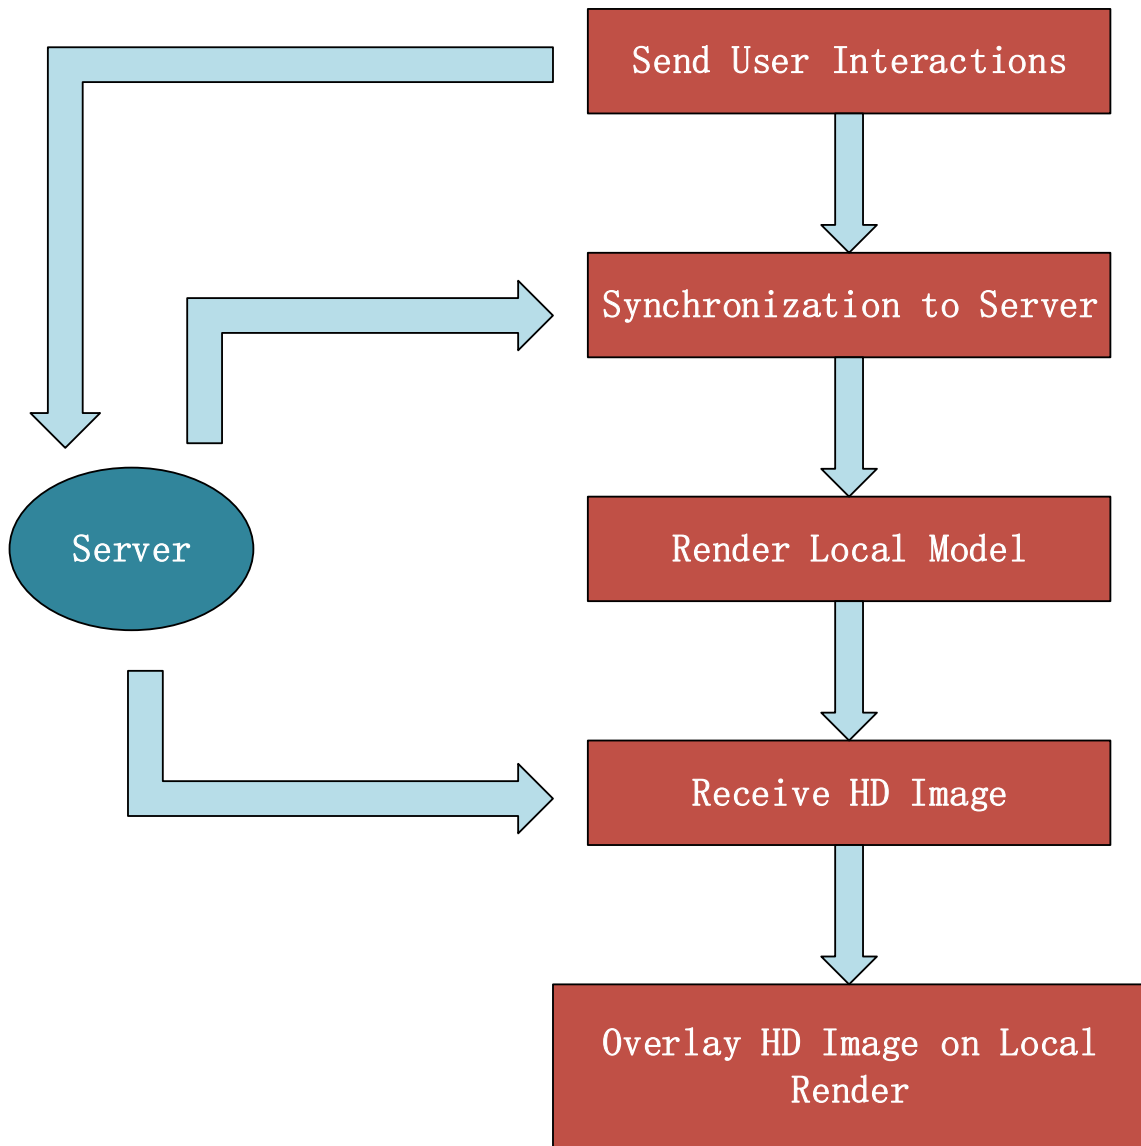 Send User Interactions
Synchronization to Server
Server
Render Local Model
Receive HD Image
Overlay HD Image on Local
Render